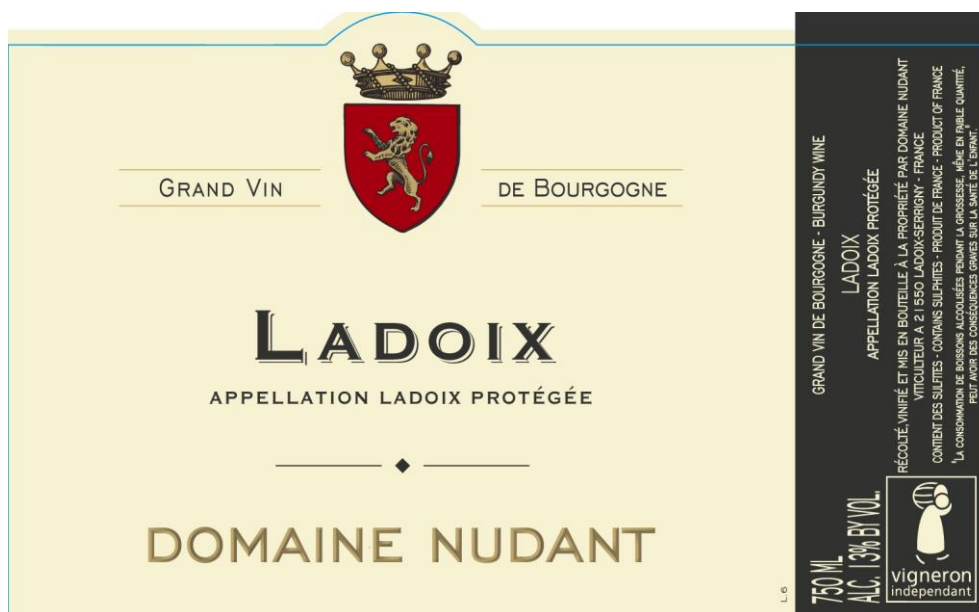 GRAND VIN DE BOURGOGNE
LADOIX
APPELLATION LADOIX PROTÉGÉE
DOMAINE NUDANT
L.6
GRAND VIN DE BOURGOGNE - BURGUNDY WINE
LADOIX
APPELLATION LADOIX PROTÉGÉE
RÉCOLTÉ, VINIFIÉ ET MIS EN BOUTEILLE À LA PROPRIÉTÉ PAR DOMAINE NUDANT
VITICULTEUR A 21550 LADOIX-SERRIGNY - FRANCE
CONTIENT DES SULFITES - CONTAINS SULPHITES - PRODUIT DE FRANCE - PRODUCT OF FRANCE
"LA CONSOMMATION DE BOISSONS ALCOOLISÉES PENDANT LA GROSSESSE, MÊME EN FAIBLE QUANTITÉ,
PEUT AVOIR DES CONSÉQUENCES GRAVES SUR LA SANTÉ DE L'ENFANT."
750 ML
ALC. 13% BY VOL.
vigneron
independant